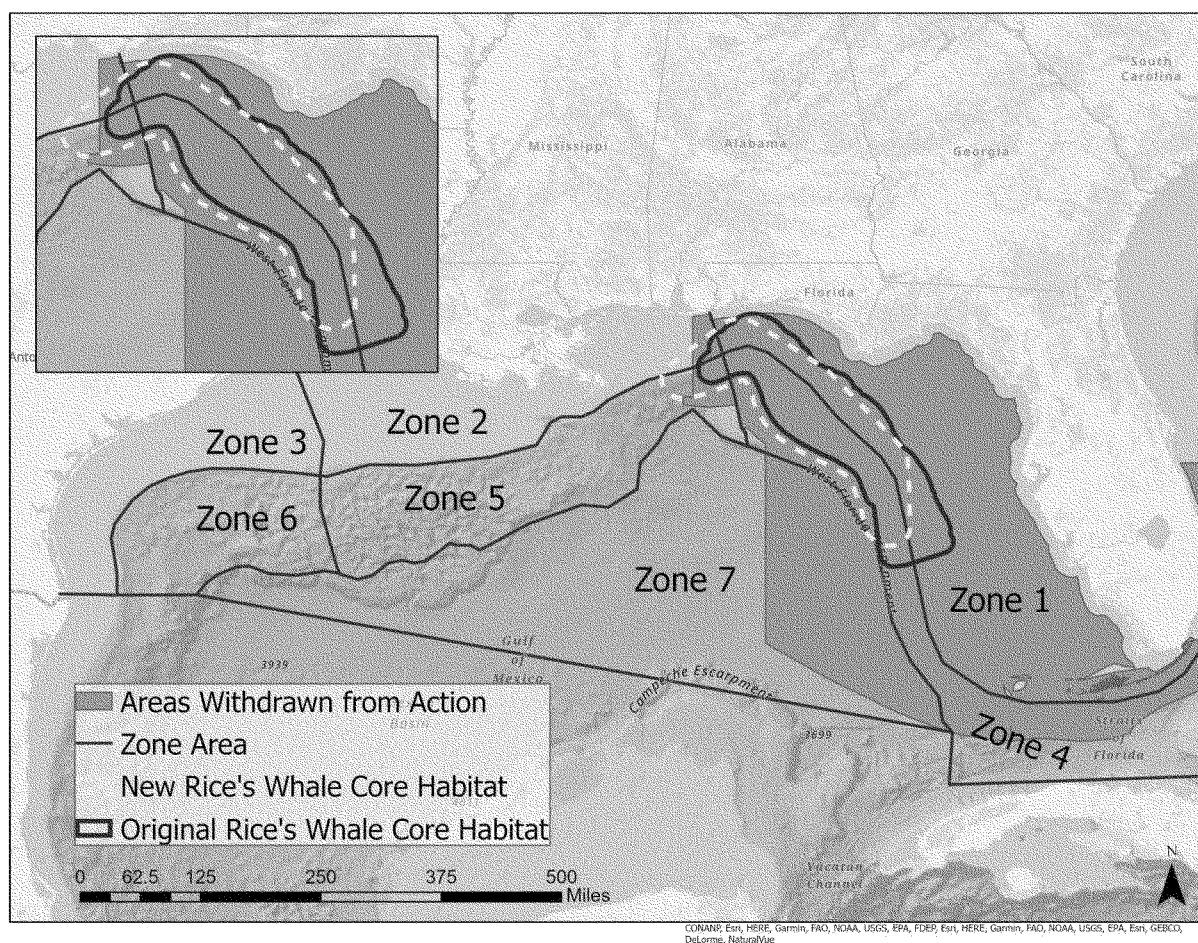 South
Carolina
Mississippi
Alabama
Georgia
Florida
West Florida
Anto
Zone 3
Zone 2
Zone 6
Zone 5
West Florida
Zone 7
Zone 1
Gulf
of
Mexico
3939
Campeche Escarpment
Zone 4
Straits
Florida
Areas Withdrawn from Action
Basin
Zone Area
New Rice's Whale Core Habitat
Original Rice's Whale Core Habitat
Yucatan
Channel
N
0 62.5 125 250 375 500
Miles
CONANP, Esri, HERE, Garmin, FAO, NOAA, USGS, EPA, FDEP, Esri, HERE, Garmin, FAO, NOAA, USGS, EPA, Esri, GEBCO,
DeLorme, NaturalVue